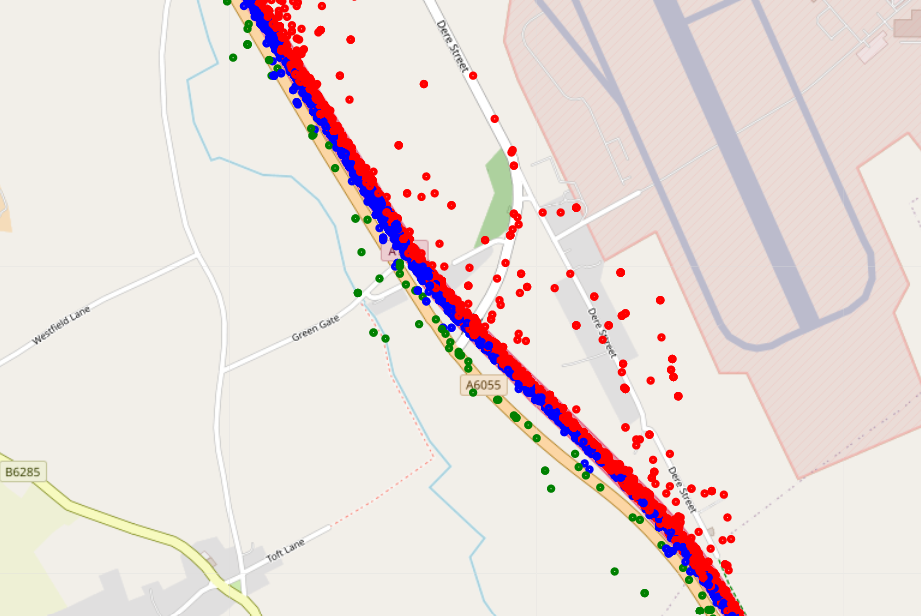 Dere Street
A
Westfield Lane
Green Gate
Dere Street
A6055
B6285
Dere Street
Toft Lane